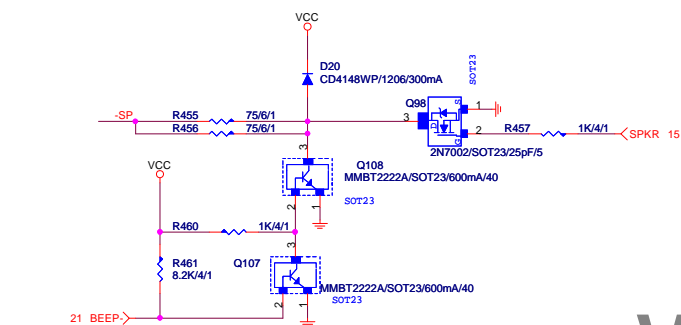 VCC
D20
CD4148WP/1206/300mA
SOT23
Q98
-SP
R455 75/6/1
R456 75/6/1
3
D
S
G
1
2
R457 1K/4/1
SPKR 15
2N7002/SOT23/25pF/5
3
Q108
MMBT2222A/SOT23/600mA/40
SOT23
VCC
2
1
R460 1K/4/1
3
R461
8.2K/4/1
Q107
MMBT2222A/SOT23/600mA/40
SOT23
2
1
21 BEEP-